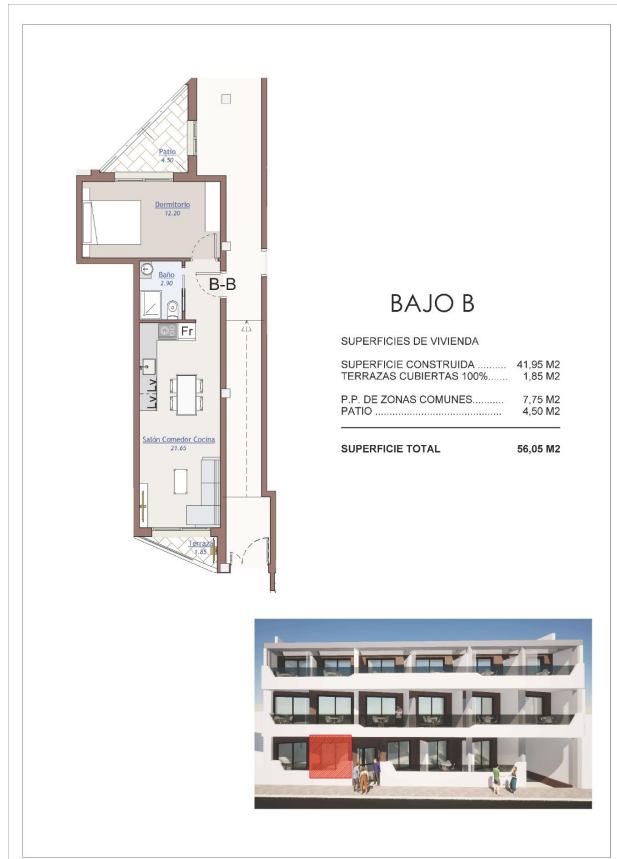 Patio
4.50
Dormitorio
12.20
Baño
2.90
B-B
Fr
Lv Lv
Salón Comedor Cocina
21.65
Terraza
1.85
BAJO B
SUPERFICIES DE VIVIENDA
SUPERFICIE CONSTRUIDA .......... 41,95 M2
TERRAZAS CUBIERTAS 100%....... 1,85 M2
P.P. DE ZONAS COMUNES........... 7,75 M2
PATIO ............................................ 4,50 M2
SUPERFICIE TOTAL 56,05 M2